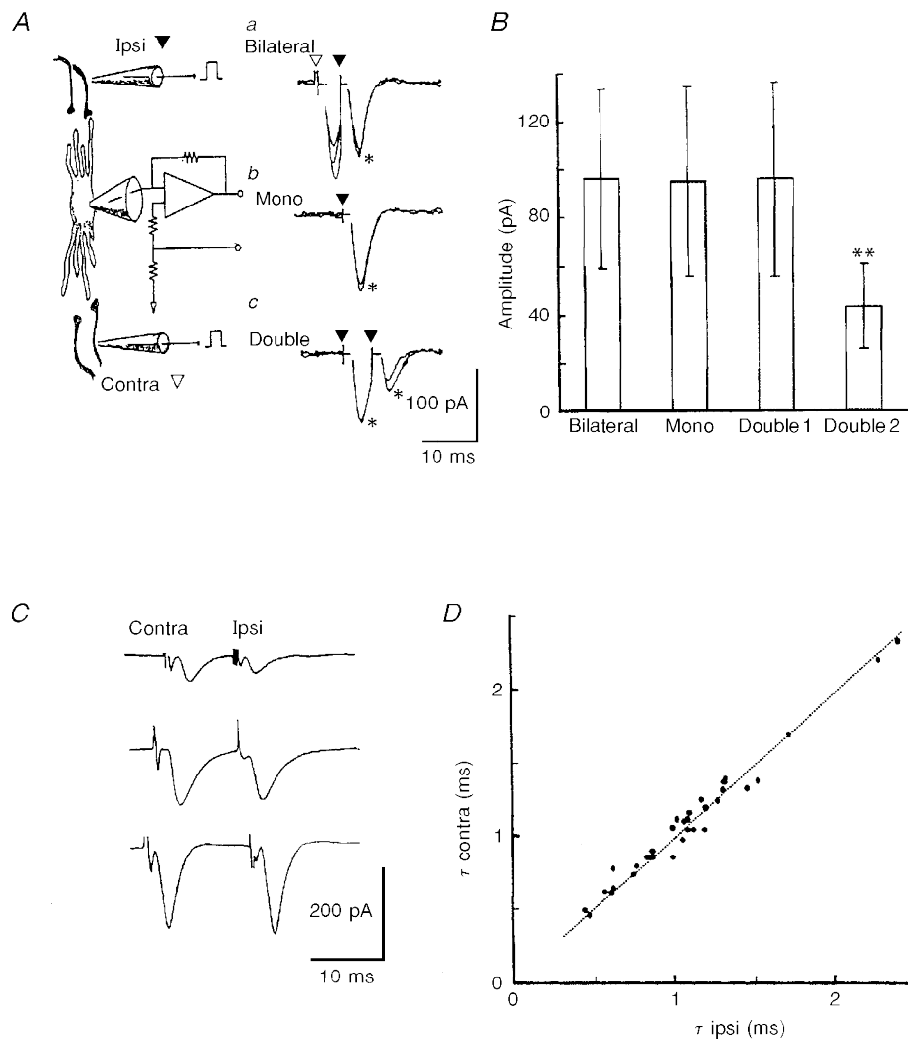 A
Ipsi ▼
a
Bilateral
*
b
Mono
*
c
Double
*
*
Contra ▽
100 pA
10 ms
B
Amplitude (pA)
120
80
40
0
**
Bilateral
Mono
Double 1
Double 2
C
Contra
Ipsi
200 pA
10 ms
D
τ contra (ms)
2
1
0
0
1
2
τ ipsi (ms)